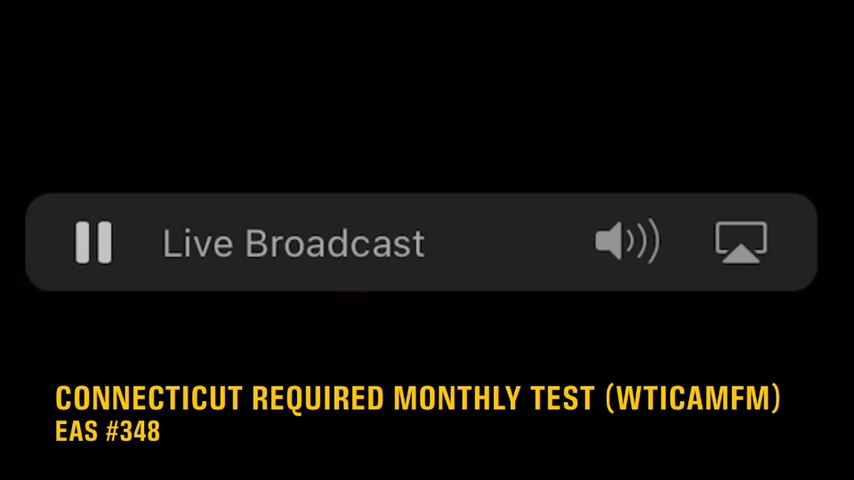 Live Broadcast
CONNECTICUT REQUIRED MONTHLY TEST (WTICAMFM)
EAS #348